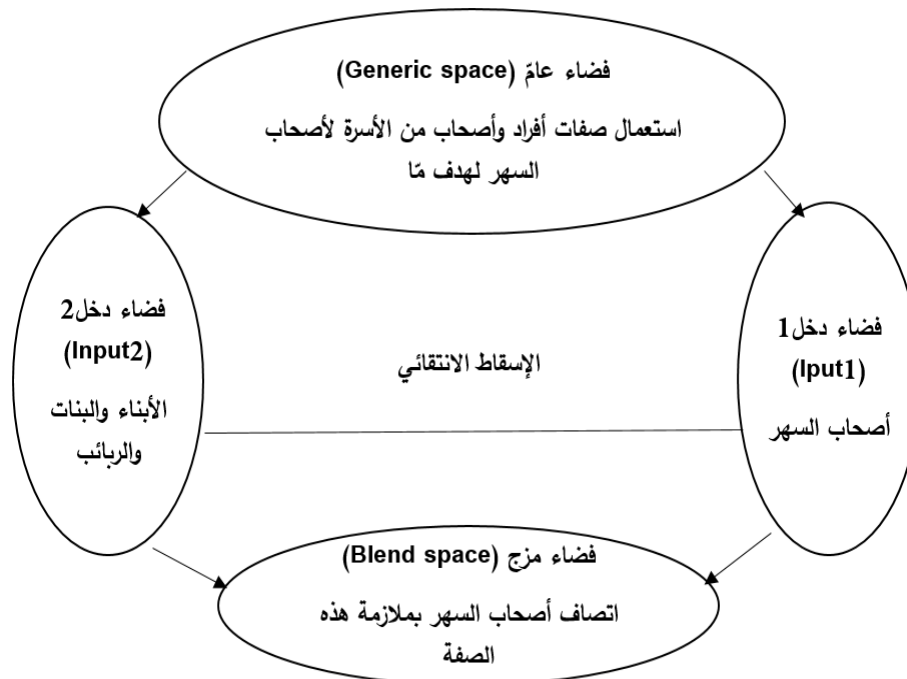 فضاء عامّ (Generic space)
استعمال صفات أفراد وأصحاب من الأسرة لأصحاب
السهر لهدف مّا
فضاء دخل1
(Iput1)
أصحاب السهر
فضاء دخل2
(Input2)
الأبناء والبنات
والربائب
الإسقاط الانتقائي
فضاء مزج (Blend space)
اتصاف أصحاب السهر بملازمة هذه
الصفة